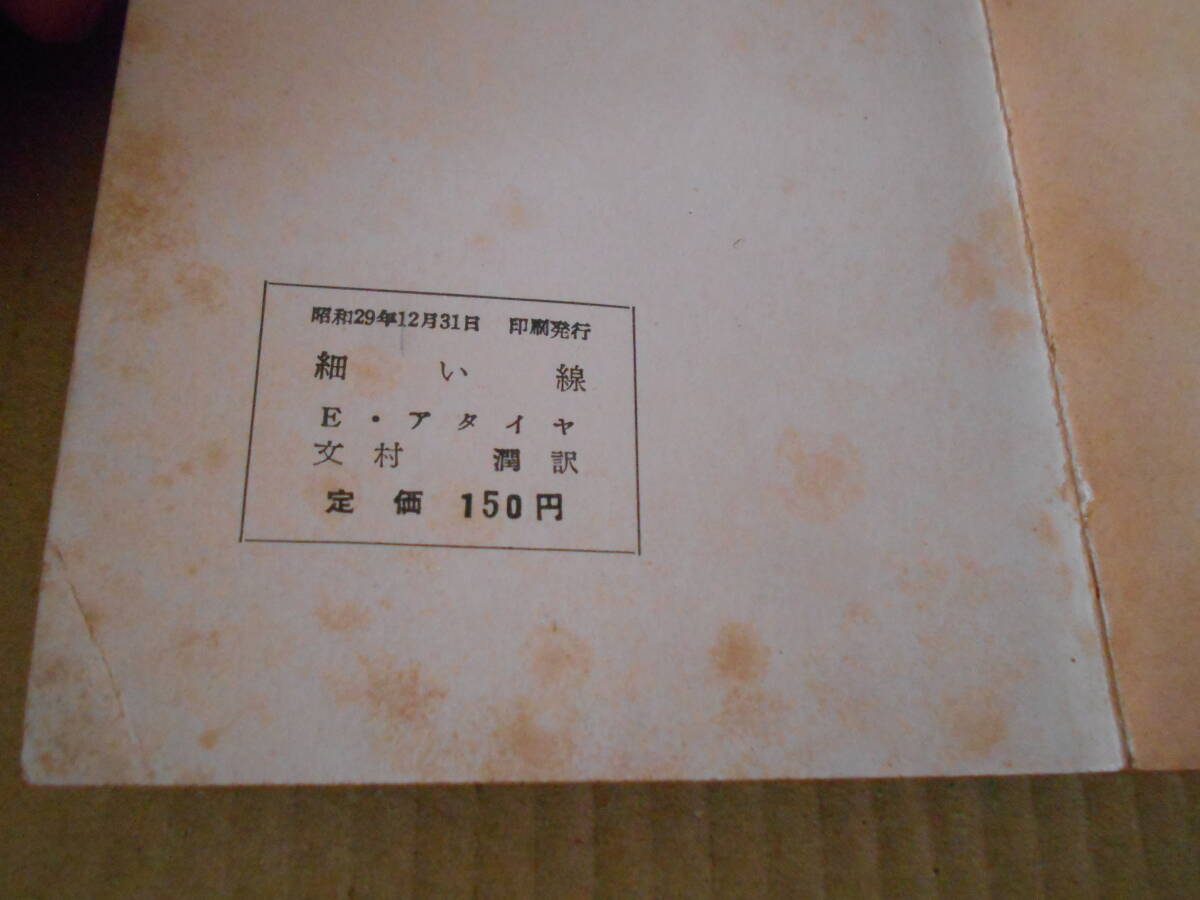 昭和29年12月31日 印刷発行
細い線
E・アタイヤ
文村 潤訳
定価 150円